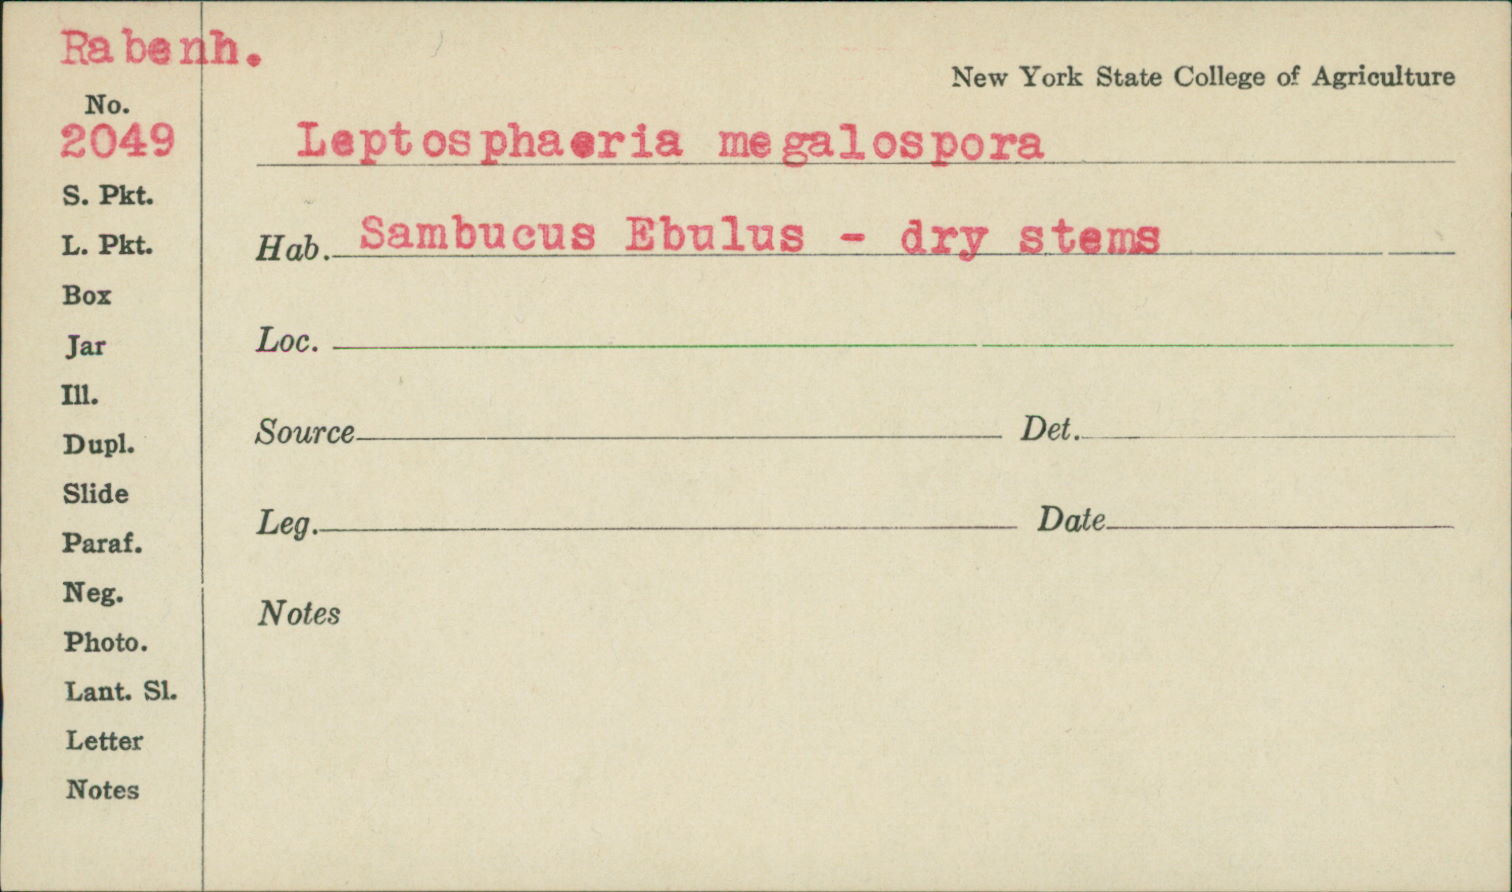 Rabenh.
New York State College of Agriculture
No.
2049
Leptosphaeria megalospora
S. Pkt.
L. Pkt.
Hab. Sambucus Ebulus - dry stems
Box
Jar
Loc.
Ill.
Dupl.
Source Det.
Slide
Leg. Date
Paraf.
Neg.
Notes
Photo.
Lant. Sl.
Letter
Notes